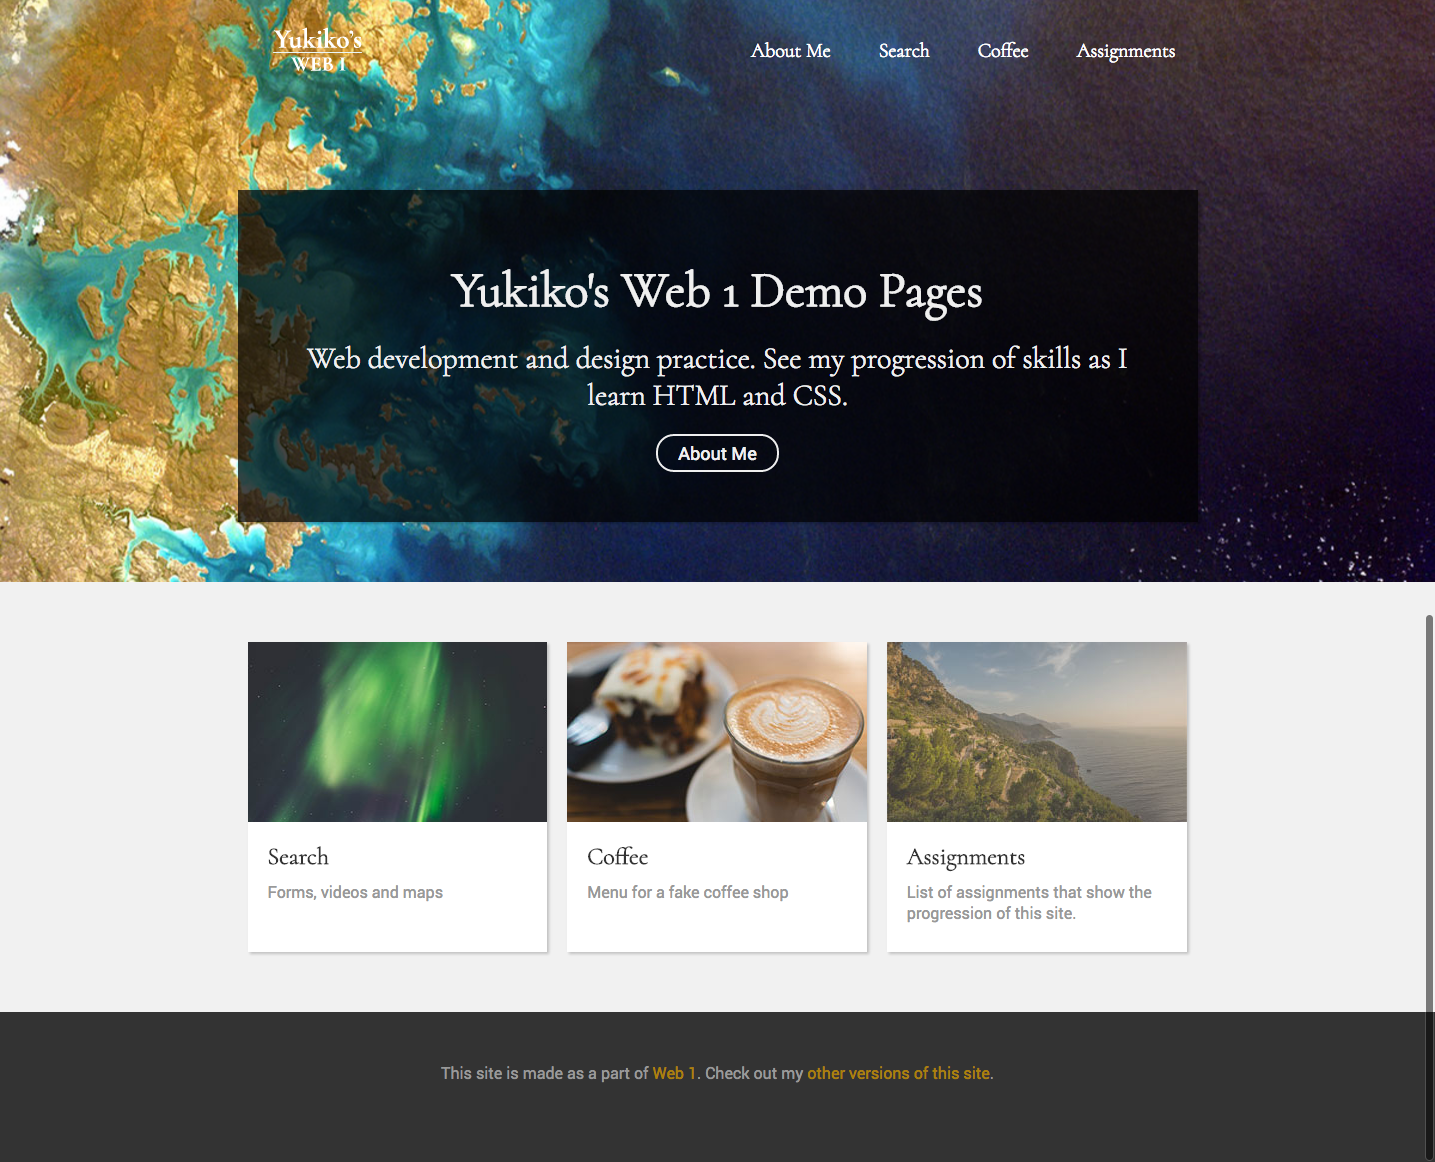 Yukiko's
WEB I
About Me
Search
Coffee
Assignments
Yukiko's Web 1 Demo Pages
Web development and design practice. See my progression of skills as I
learn HTML and CSS.
About Me
Search
Forms, videos and maps
Coffee
Menu for a fake coffee shop
Assignments
List of assignments that show the
progression of this site.
This site is made as a part of Web 1. Check out my other versions of this site.